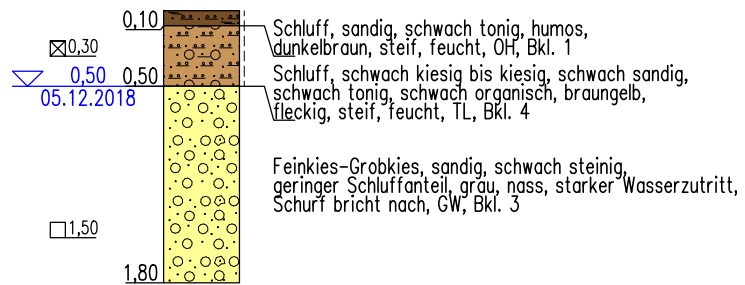 0,10
Schluff, sandig, schwach tonig, humos,
dunkelbraun, steif, feucht, OH, Bkl. 1
0,30
0,50 0,50
05.12.2018
Schluff, schwach kiesig bis kiesig, schwach sandig,
schwach tonig, schwach organisch, braungelb,
fleckig, steif, feucht, TL, Bkl. 4
Feinkies-Grobkies, sandig, schwach steinig,
geringer Schluffanteil, grau, nass, starker Wasserzutritt,
Schurf bricht nach, GW, Bkl. 3
1,50
1,80